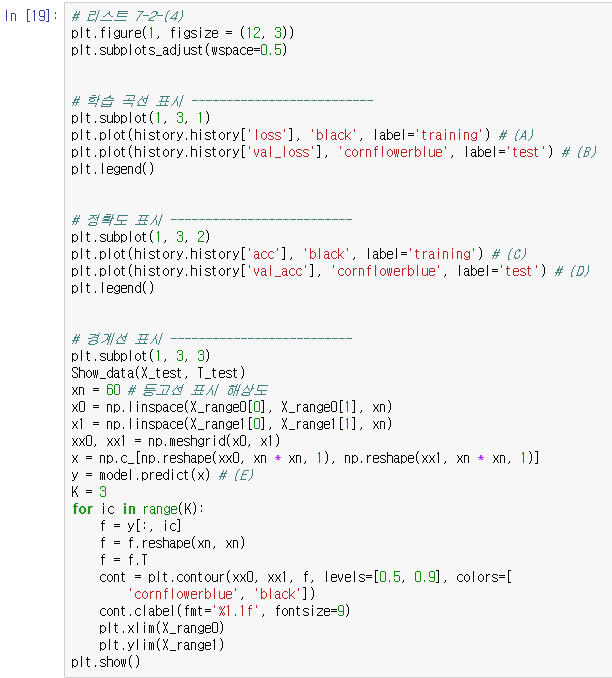 In [19]:
# 리스트 7-2-(4)
plt.figure(1, figsize = (12, 3))
plt.subplots_adjust(wspace=0.5)
# 학습 곡선 표시 --------------------------
plt.subplot(1, 3, 1)
plt.plot(history.history['loss'], 'black', label='training') # (A)
plt.plot(history.history['val_loss'], 'cornflowerblue', label='test') # (B)
plt.legend()
# 정확도 표시 --------------------------
plt.subplot(1, 3, 2)
plt.plot(history.history['acc'], 'black', label='training') # (C)
plt.plot(history.history['val_acc'], 'cornflowerblue', label='test') # (D)
plt.legend()
# 경계선 표시 --------------------------
plt.subplot(1, 3, 3)
Show_data(X_test, T_test)
xn = 60 # 등고선 표시 해상도
x0 = np.linspace(X_range0[0], X_range0[1], xn)
x1 = np.linspace(X_range1[0], X_range1[1], xn)
xx0, xx1 = np.meshgrid(x0, x1)
x = np.c_[np.reshape(xx0, xn * xn, 1), np.reshape(xx1, xn * xn, 1)]
y = model.predict(x) # (E)
K = 3
for ic in range(K):
    f = y[:, ic]
    f = f.reshape(xn, xn)
    f = f.T
    cont = plt.contour(xx0, xx1, f, levels=[0.5, 0.9], colors=[
        'cornflowerblue', 'black'])
    cont.clabel(fmt='%1.1f', fontsize=9)
    plt.xlim(X_range0)
    plt.ylim(X_range1)
plt.show()